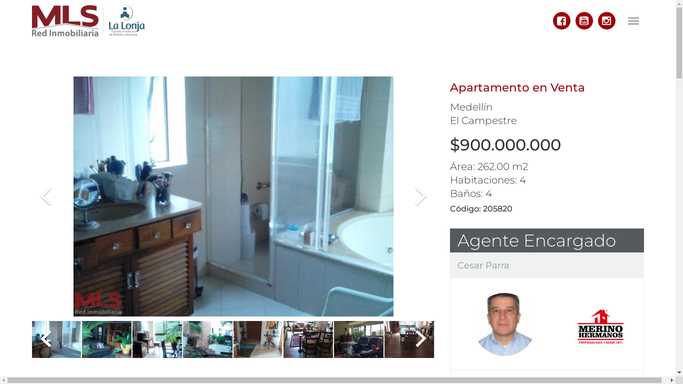 MLS
Red Inmobiliaria
La Lonja
Apartamento en Venta
Medellín
El Campestre
$900.000.000
Área: 262.00 m2
Habitaciones: 4
Baños: 4
Código: 205820
Agente Encargado
Cesar Parra
MLS
Red Inmobiliaria
MERINO
HERMANOS